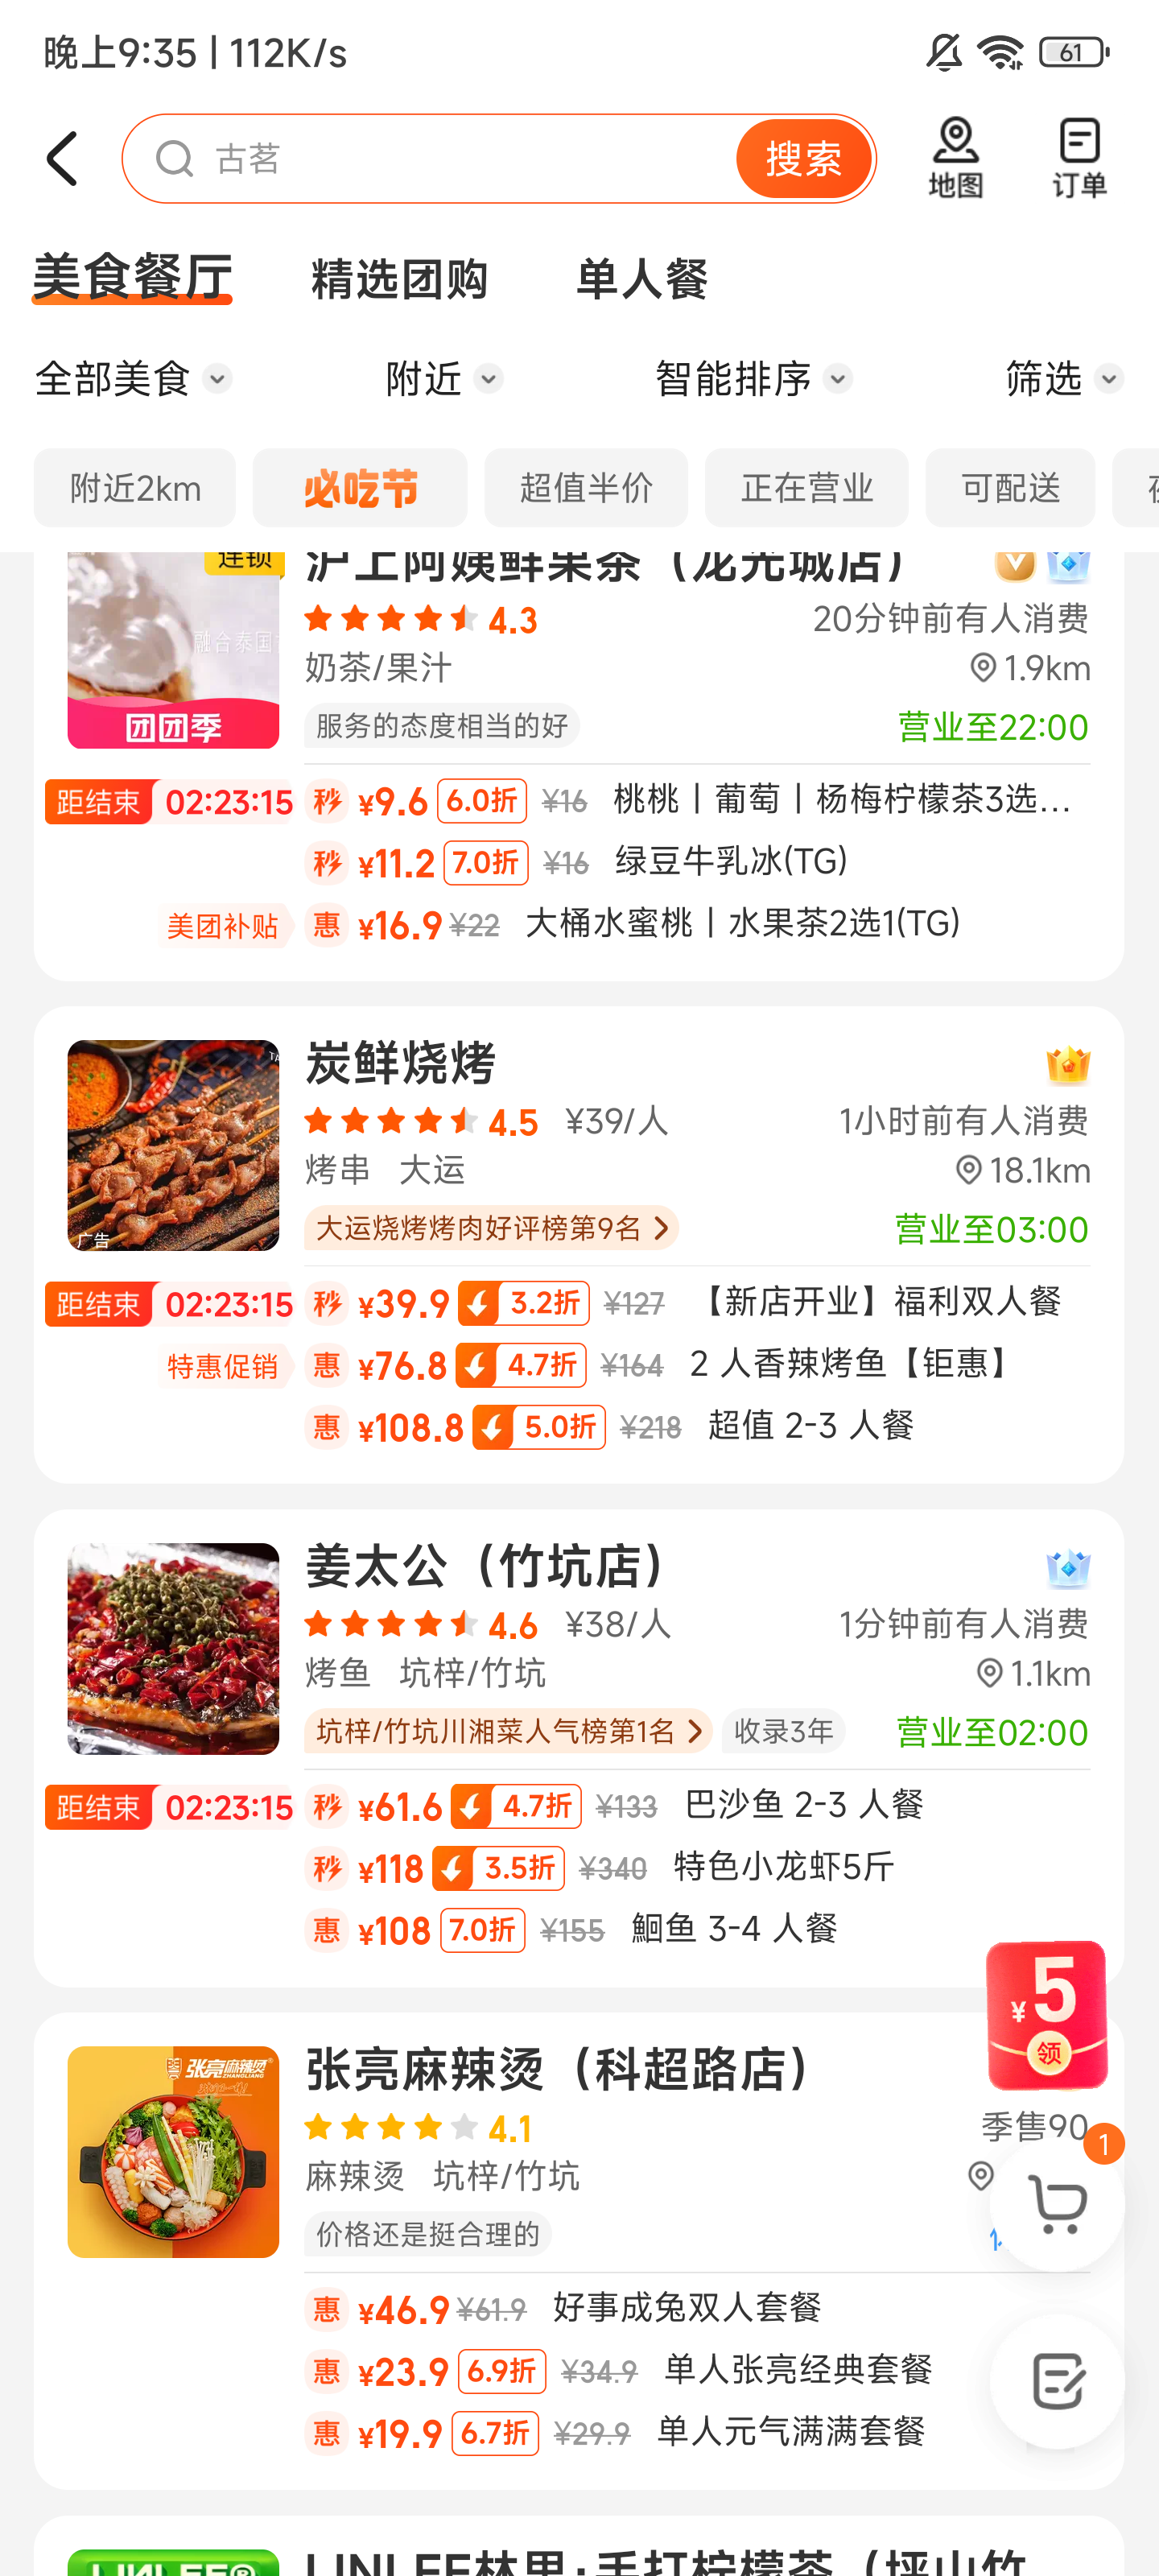 晚上9:35 | 112K/s
61
古茗
搜索
地图
订单
美食餐厅 精选团购 单人餐
全部美食 附近 智能排序 筛选
附近2km 必吃节 超值半价 正在营业 可配送
连锁
沪上阿姨鲜果茶（龙光城店）
融合泰国
团团季
4.3 20分钟前有人消费
奶茶/果汁 1.9km
服务的态度相当的好 营业至22:00
距结束 02:23:15 秒 ¥9.6 6.0折 ¥16 桃桃丨葡萄丨杨梅柠檬茶3选...
秒 ¥11.2 7.0折 ¥16 绿豆牛乳冰(TG)
美团补贴 惠 ¥16.9 ¥22 大桶水蜜桃丨水果茶2选1(TG)
炭鲜烧烤
广告
4.5 ¥39/人 1小时前有人消费
烤串 大运 18.1km
大运烧烤烤肉好评榜第9名 营业至03:00
距结束 02:23:15 秒 ¥39.9 3.2折 ¥127 【新店开业】福利双人餐
特惠促销 惠 ¥76.8 4.7折 ¥164 2 人香辣烤鱼【钜惠】
惠 ¥108.8 5.0折 ¥218 超值 2-3 人餐
姜太公（竹坑店）
4.6 ¥38/人 1分钟前有人消费
烤鱼 坑梓/竹坑 1.1km
坑梓/竹坑川湘菜人气榜第1名 收录3年 营业至02:00
距结束 02:23:15 秒 ¥61.6 4.7折 ¥133 巴沙鱼 2-3 人餐
秒 ¥118 3.5折 ¥340 特色小龙虾5斤
惠 ¥108 7.0折 ¥155 鮰鱼 3-4 人餐
¥5
领
张亮麻辣烫
ZHANGLIANG
张亮麻辣烫（科超路店）
4.1 季售90
1
麻辣烫 坑梓/竹坑
价格还是挺合理的
惠 ¥46.9 ¥61.9 好事成兔双人套餐
惠 ¥23.9 6.9折 ¥34.9 单人张亮经典套餐
惠 ¥19.9 6.7折 ¥29.9 单人元气满满套餐
LINLEE®
LINLEE林里·手打柠檬茶（坪山竹